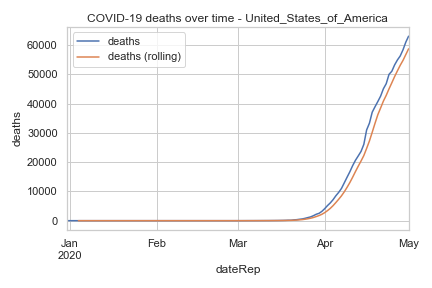 COVID-19 deaths over time - United_States_of_America
deaths
deaths (rolling)
60000
50000
40000
30000
20000
10000
0
deaths
Jan
2020
Feb
Mar
Apr
May
dateRep